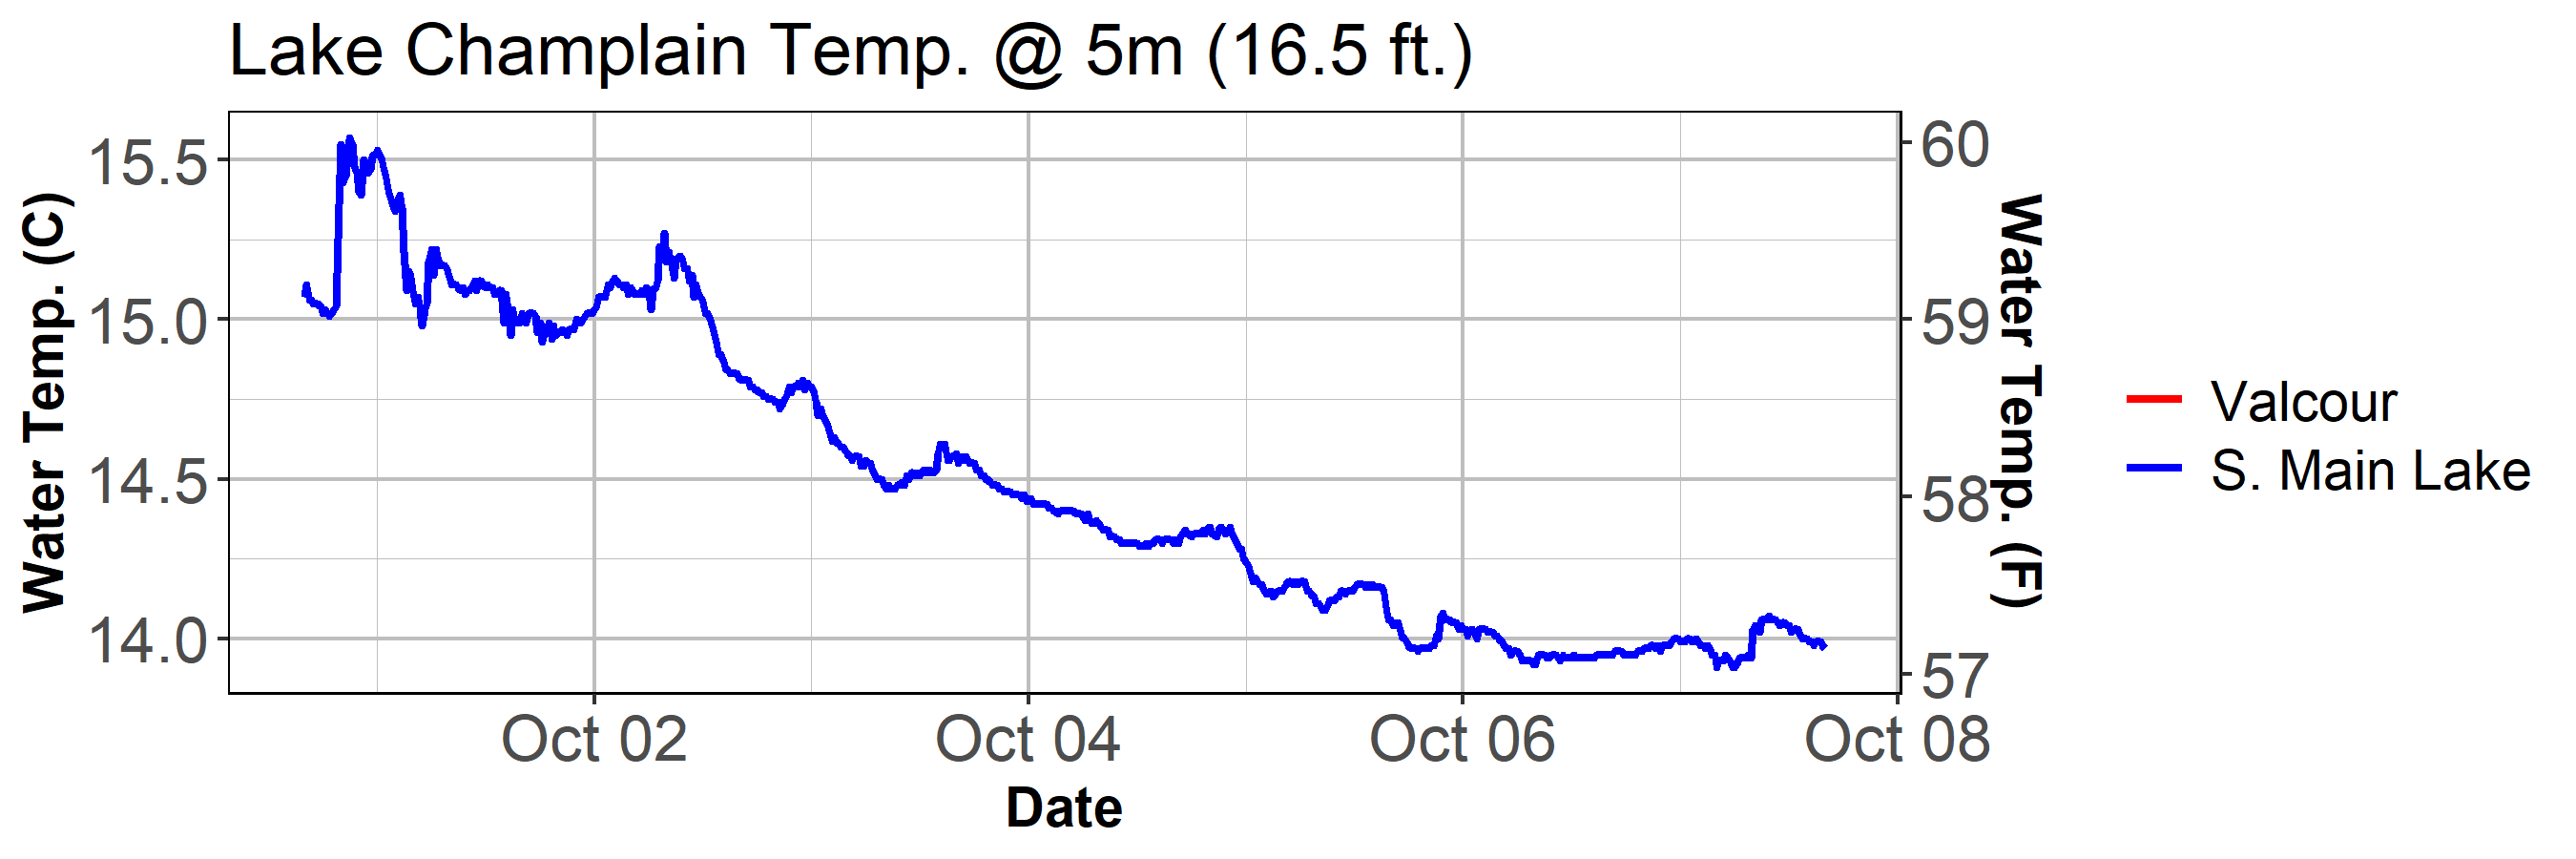 Lake Champlain Temp. @ 5m (16.5 ft.)
Water Temp. (C)
15.5
15.0
14.5
14.0
60
59
58
57
Water Temp. (F)
Oct 02
Oct 04
Oct 06
Oct 08
Date
Valcour
S. Main Lake